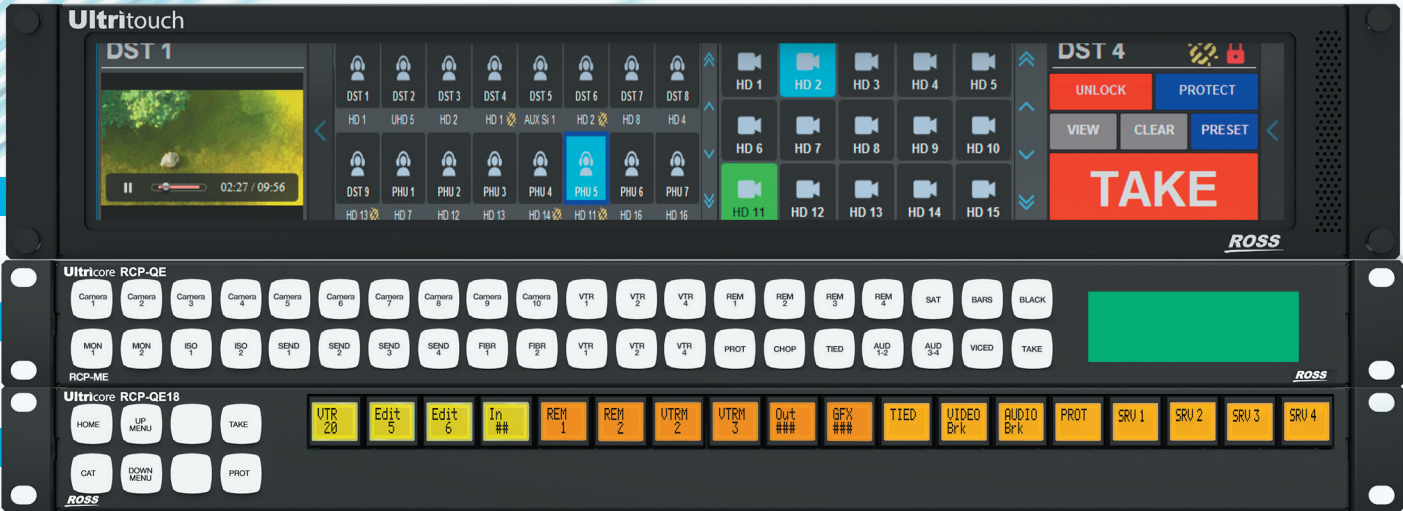 Ultritouch
DST 1
02:27 / 09:56
DST 1 DST 2 DST 3 DST 4 DST 5 DST 6 DST 7 DST 8
HD 1 UHD 5 HD 2 HD 1 AUX Si 1 HD 2 HD 8 HD 4
DST 9 PHU 1 PHU 2 PHU 3 PHU 4 PHU 5 PHU 6 PHU 7
HD 13 HD 7 HD 12 HD 13 HD 14 HD 11 HD 16 HD 16
HD 1 HD 2 HD 3 HD 4 HD 5
HD 6 HD 7 HD 8 HD 9 HD 10
HD 11 HD 12 HD 13 HD 14 HD 15
DST 4
UNLOCK PROTECT
VIEW CLEAR PRESET
TAKE
ROSS
Ultricore RCP-QE
Camera 1 Camera 2 Camera 3 Camera 4 Camera 5 Camera 6 Camera 7 Camera 8 Camera 9 Camera 10 VTR 1 VTR 2 VTR 4 REM 1 REM 2 REM 3 REM 4 SAT BARS BLACK
MON 1 MON 2 ISO 1 ISO 2 SEND 1 SEND 2 SEND 3 SEND 4 FIBR 1 FIBR 2 VTR 1 VTR 2 VTR 4 PROT CHOP TIED AUD 1-2 AUD 3-4 VICED TAKE
RCP-ME
ROSS
Ultricore RCP-QE18
HOME UP MENU TAKE
CAT DOWN MENU PROT
VTR 20 Edit 5 Edit 6 In ## REM 1 REM 2 VTRM 2 VTRM 3 Out ### GFX ### TIED VIDEO Brk AUDIO Brk PROT SRV 1 SRV 2 SRV 3 SRV 4
ROSS